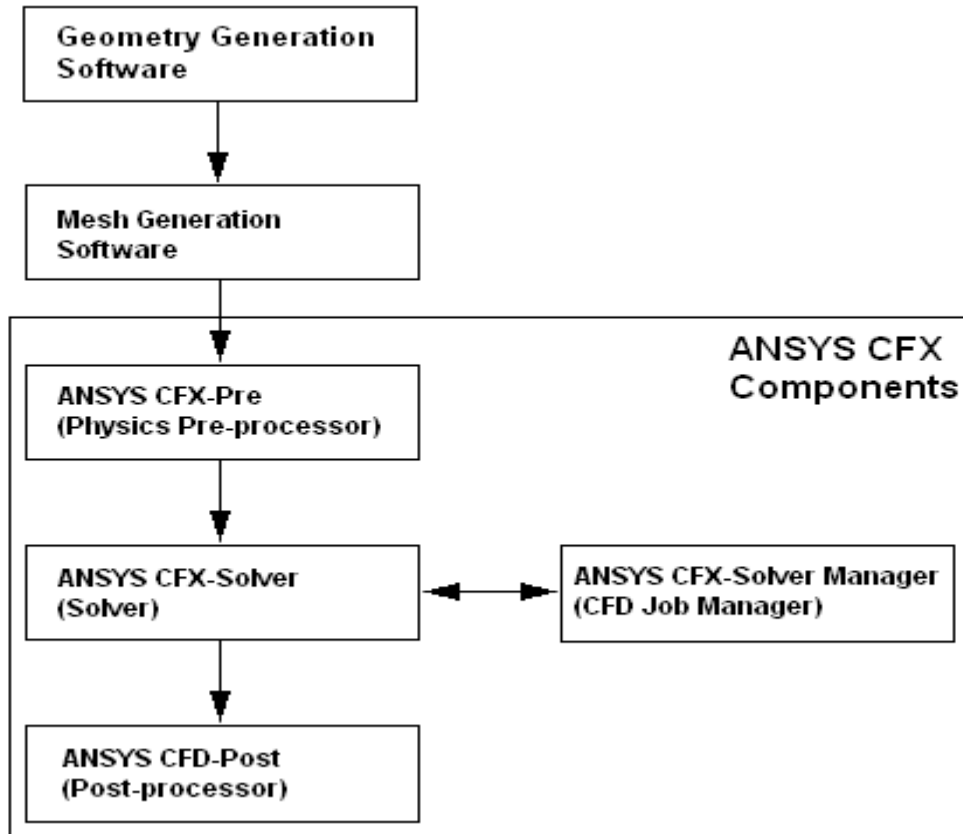 Geometry Generation
Software
Mesh Generation
Software
ANSYS CFX
Components
ANSYS CFX-Pre
(Physics Pre-processor)
ANSYS CFX-Solver
(Solver)
ANSYS CFX-Solver Manager
(CFD Job Manager)
ANSYS CFD-Post
(Post-processor)